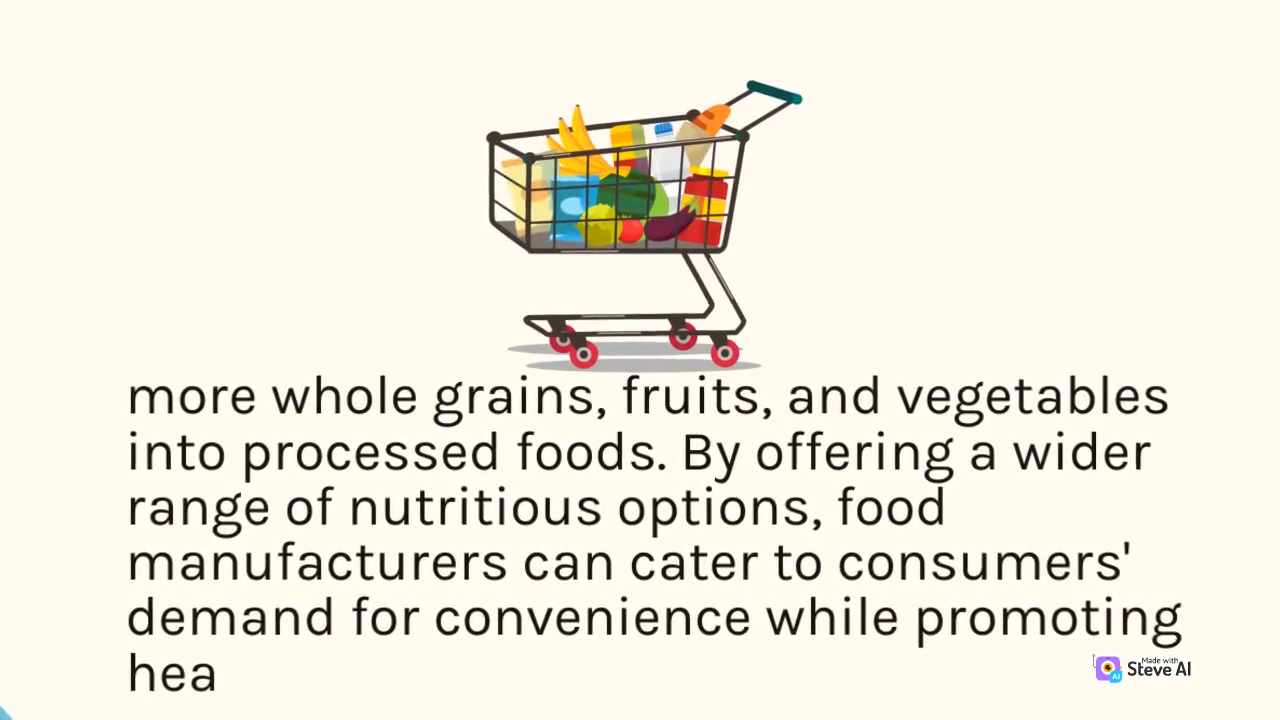 more whole grains, fruits, and vegetables
into processed foods. By offering a wider
range of nutritious options, food
manufacturers can cater to consumers'
demand for convenience while promoting
hea
Made with
Steve AI